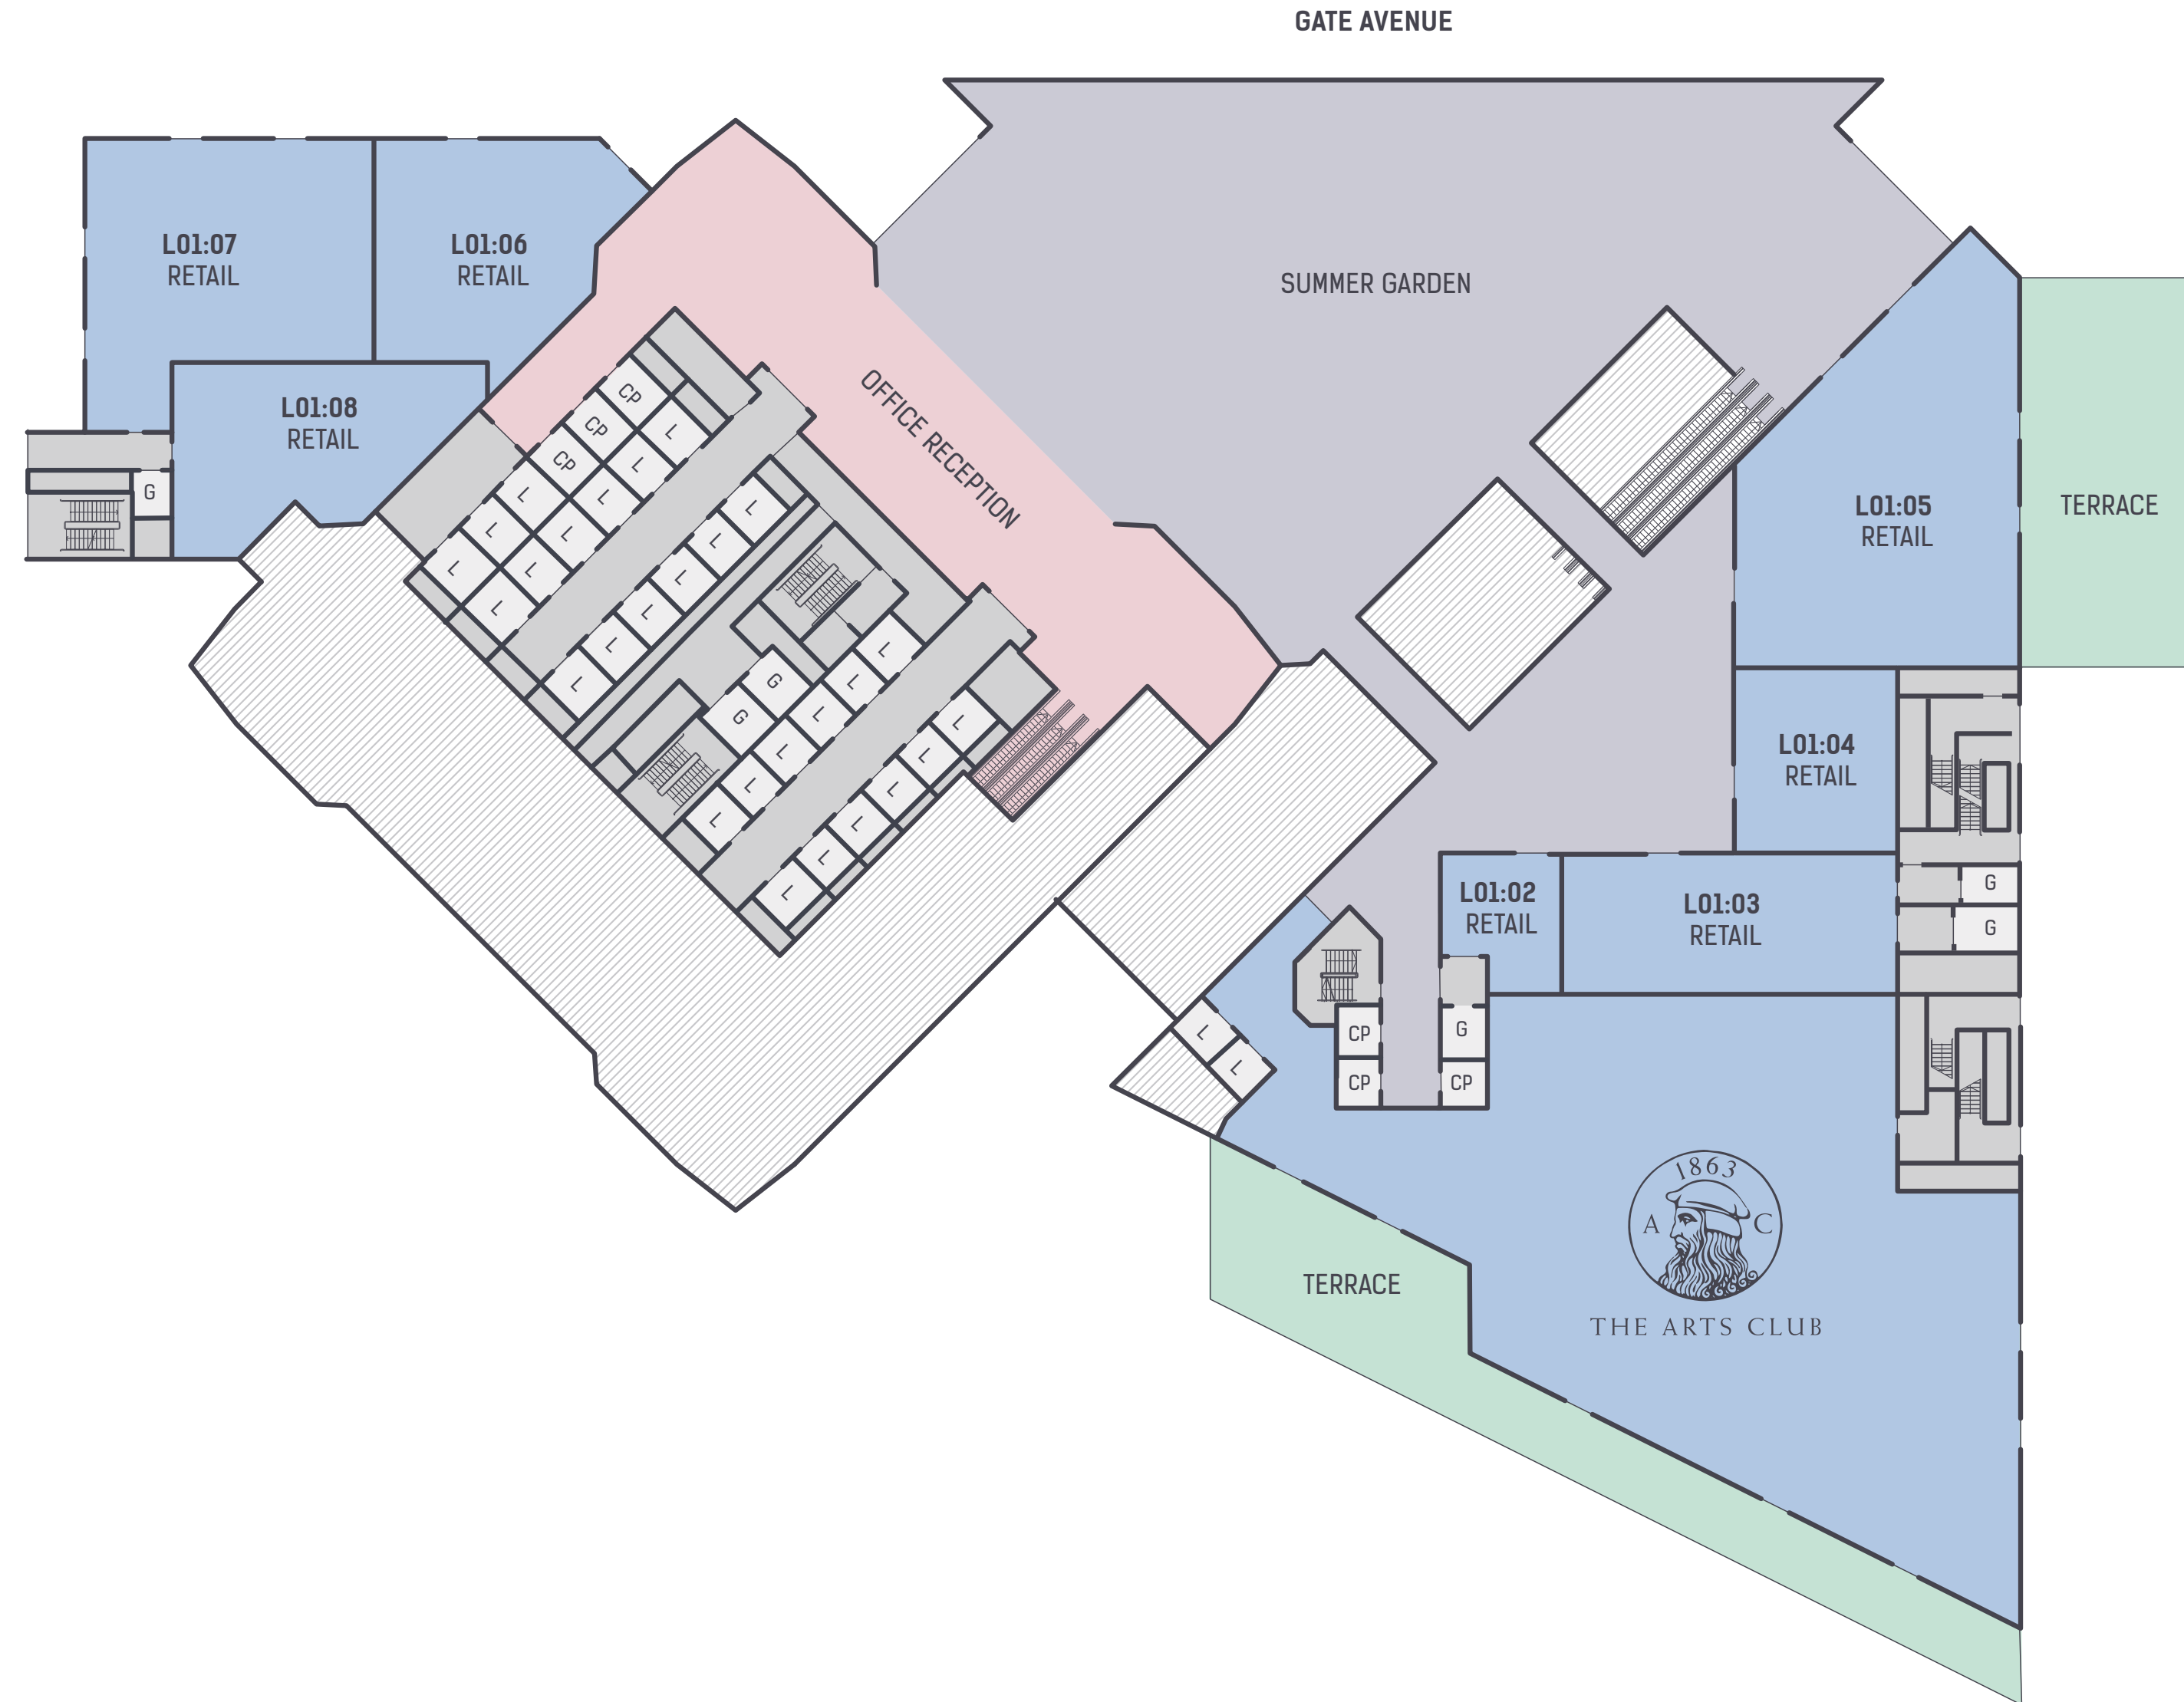 GATE AVENUE
L01:07
RETAIL
L01:06
RETAIL
SUMMER GARDEN
L01:08
RETAIL
OFFICE RECEPTION
CP
CP
CP
L
L
L
L
L
L
L
L
L
L
G
L
L
L
L
L
L
L01:05
RETAIL
TERRACE
G
G
L
L
L
L
L
L
L
L
L
L
L
L
L01:04
RETAIL
L01:02
RETAIL
L01:03
RETAIL
G
G
L
L
CP
CP
G
CP
1863
A C
THE ARTS CLUB
TERRACE